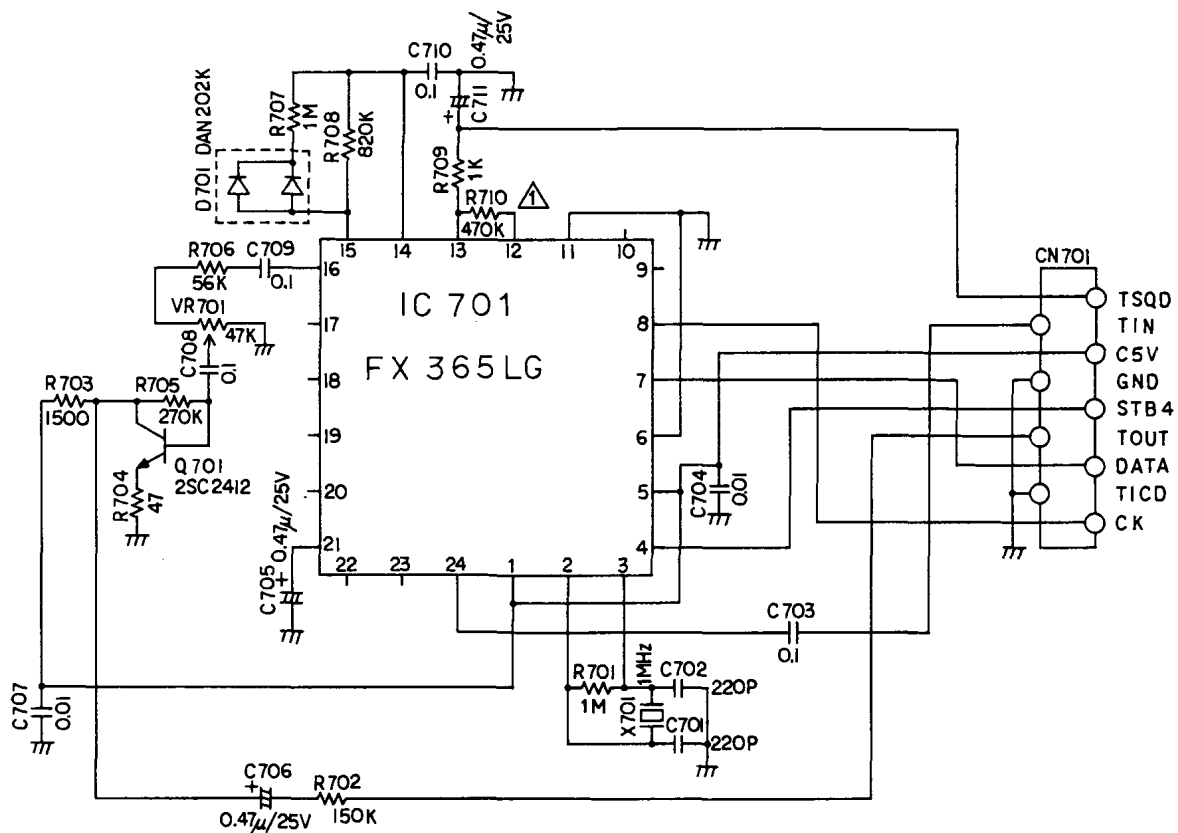 C710
0.1
0.47μ/
25V
C711
+
D701 DAN202K
R707
1M
R708
820K
R709
1K
R710
470K
1
15
14
13
12
11
10
R706
56K
C709
0.1
16
9
CN701
IC 701
FX 365LG
VR701
47K
17
8
C708
0.1
TSQD
TIN
C5V
GND
STB4
TOUT
DATA
TICD
CK
R703
1500
R705
270K
18
7
Q701
2SC2412
R704
47
19
6
20
5
C704
0.01
21
4
0.47μ/25V
+
C705
22
23
24
1
2
3
C703
0.1
C707
0.01
R701
1M
1MHz
X701
C702
220P
C701
220P
+
C706
0.47μ/25V
R702
150K